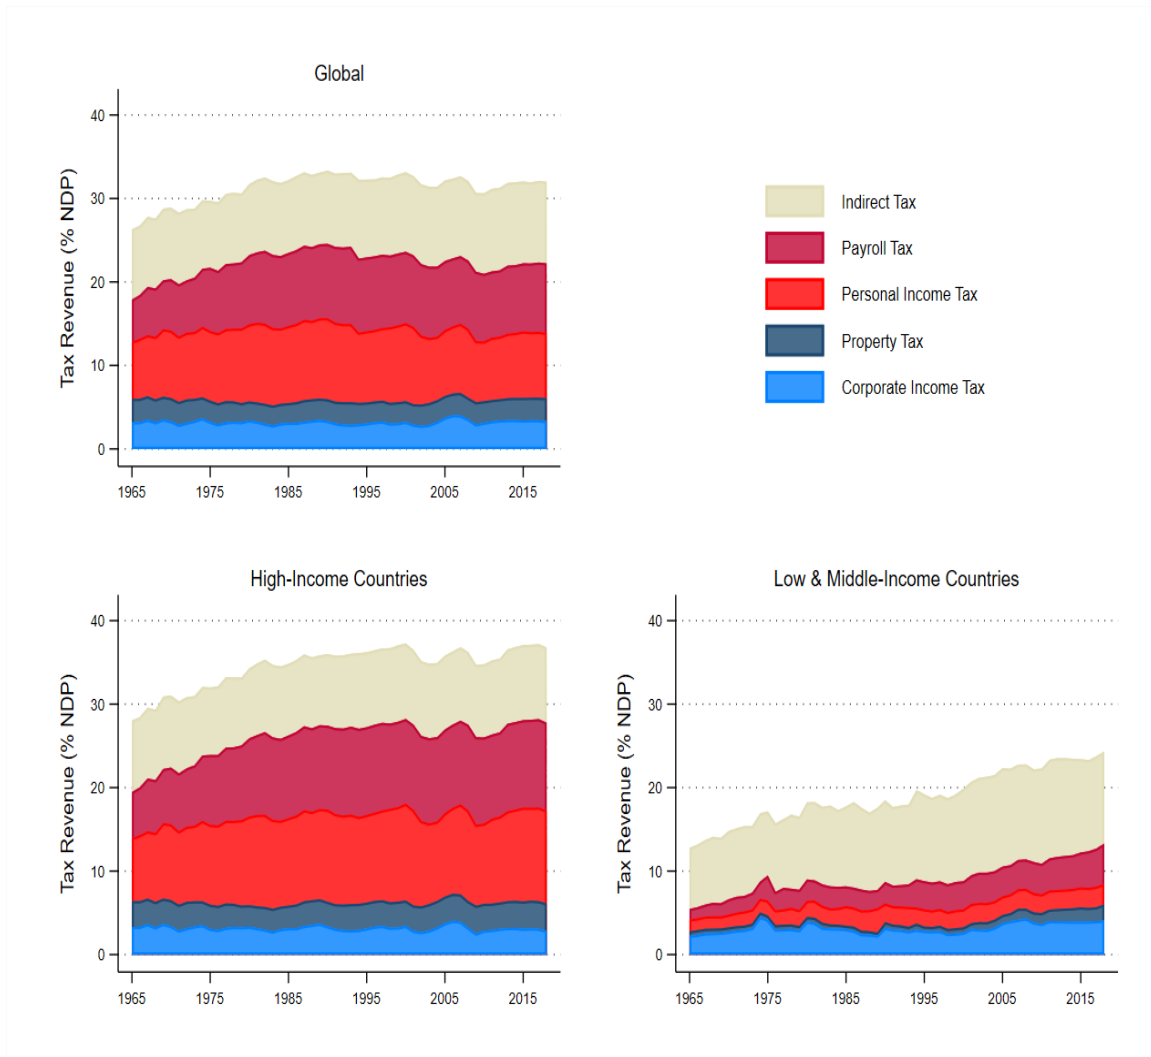 Global
Tax Revenue (% NDP)
40
30
20
10
0
1965 1975 1985 1995 2005 2015
Indirect Tax
Payroll Tax
Personal Income Tax
Property Tax
Corporate Income Tax
High-Income Countries
Tax Revenue (% NDP)
40
30
20
10
0
1965 1975 1985 1995 2005 2015
Low & Middle-Income Countries
Tax Revenue (% NDP)
40
30
20
10
0
1965 1975 1985 1995 2005 2015